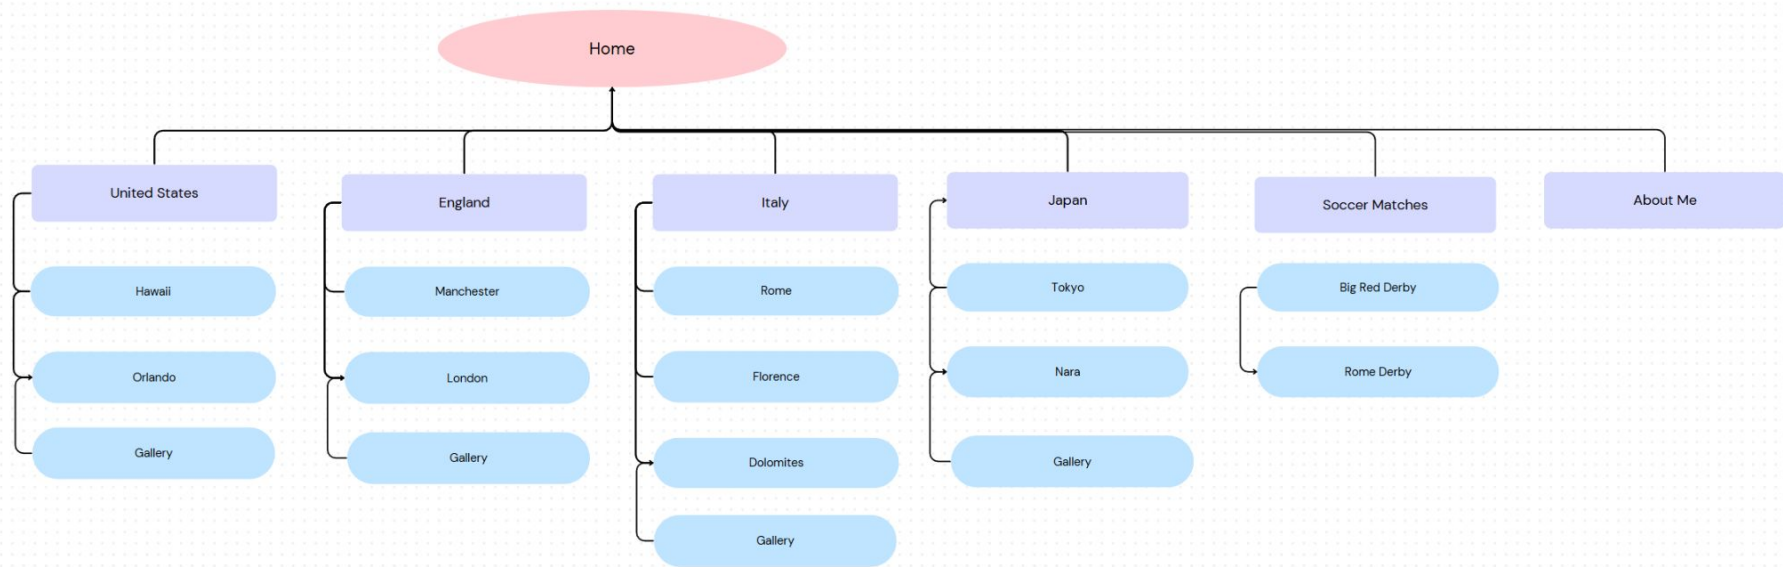 Home
United States
England
Italy
Japan
Soccer Matches
About Me
Hawaii
Manchester
Rome
Tokyo
Big Red Derby
Orlando
London
Florence
Nara
Rome Derby
Gallery
Gallery
Dolomites
Gallery
Gallery